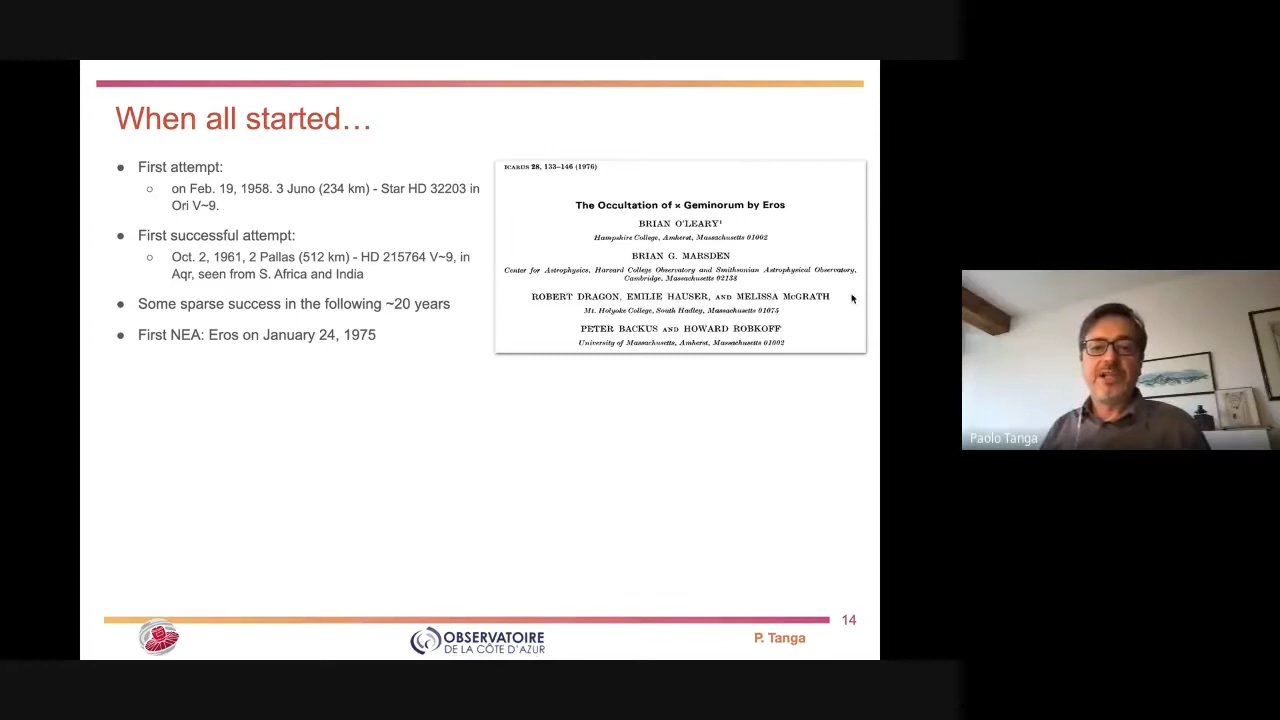 When all started…
● First attempt:
○ on Feb. 19, 1958. 3 Juno (234 km) - Star HD 32203 in
Ori V~9.
● First successful attempt:
○ Oct. 2, 1961, 2 Pallas (512 km) - HD 215764 V~9, in
Aqr, seen from S. Africa and India
● Some sparse success in the following ~20 years
● First NEA: Eros on January 24, 1975
ICARUS 28, 133–146 (1976)
The Occultation of κ Geminorum by Eros
BRIAN O'LEARY¹
Hampshire College, Amherst, Massachusetts 01002
BRIAN G. MARSDEN
Center for Astrophysics, Harvard College Observatory and Smithsonian Astrophysical Observatory,
Cambridge, Massachusetts 02138
ROBERT DRAGON, EMILIE HAUSER, AND MELISSA McGRATH
Mt. Holyoke College, South Hadley, Massachusetts 01075
PETER BACKUS AND HOWARD ROBKOFF
University of Massachusetts, Amherst, Massachusetts 01002
14
OBSERVATOIRE
DE LA CÔTE D'AZUR
P. Tanga
Paolo Tanga